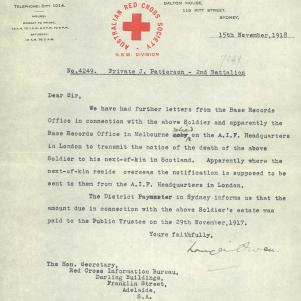 TELEPHONE: CITY 1014.
HOURS:
DALTON HOUSE,
115 PITT STREET,
SYDNEY.
AUSTRALIAN RED CROSS SOCIETY
N.S.W. DIVISION
15th November, 1918
No.4249. Private J. Patterson - 2nd Battalion
Dear Sir,
We have had further letters from the Base Records
Office in connection with the above Soldier and apparently the
Base Records Office in Melbourne on the A.I.F. Headquarters
in London to transmit the notice of the death of the above
Soldier to his next-of-kin in Scotland. Apparently where the
next-of-kin reside overseas the notification is supposed to be
sent to them from the A.I.F. Headquarters in London.
The District Paymaster in Sydney informs us that the
amount due in connection with the above Soldier's estate was
paid to the Public Trustee on the 29th November, 1917.
Yours faithfully,
The Hon. Secretary,
Red Cross Information Bureau,
Darling Buildings,
Franklin Street,
Adelaide,
S.A.